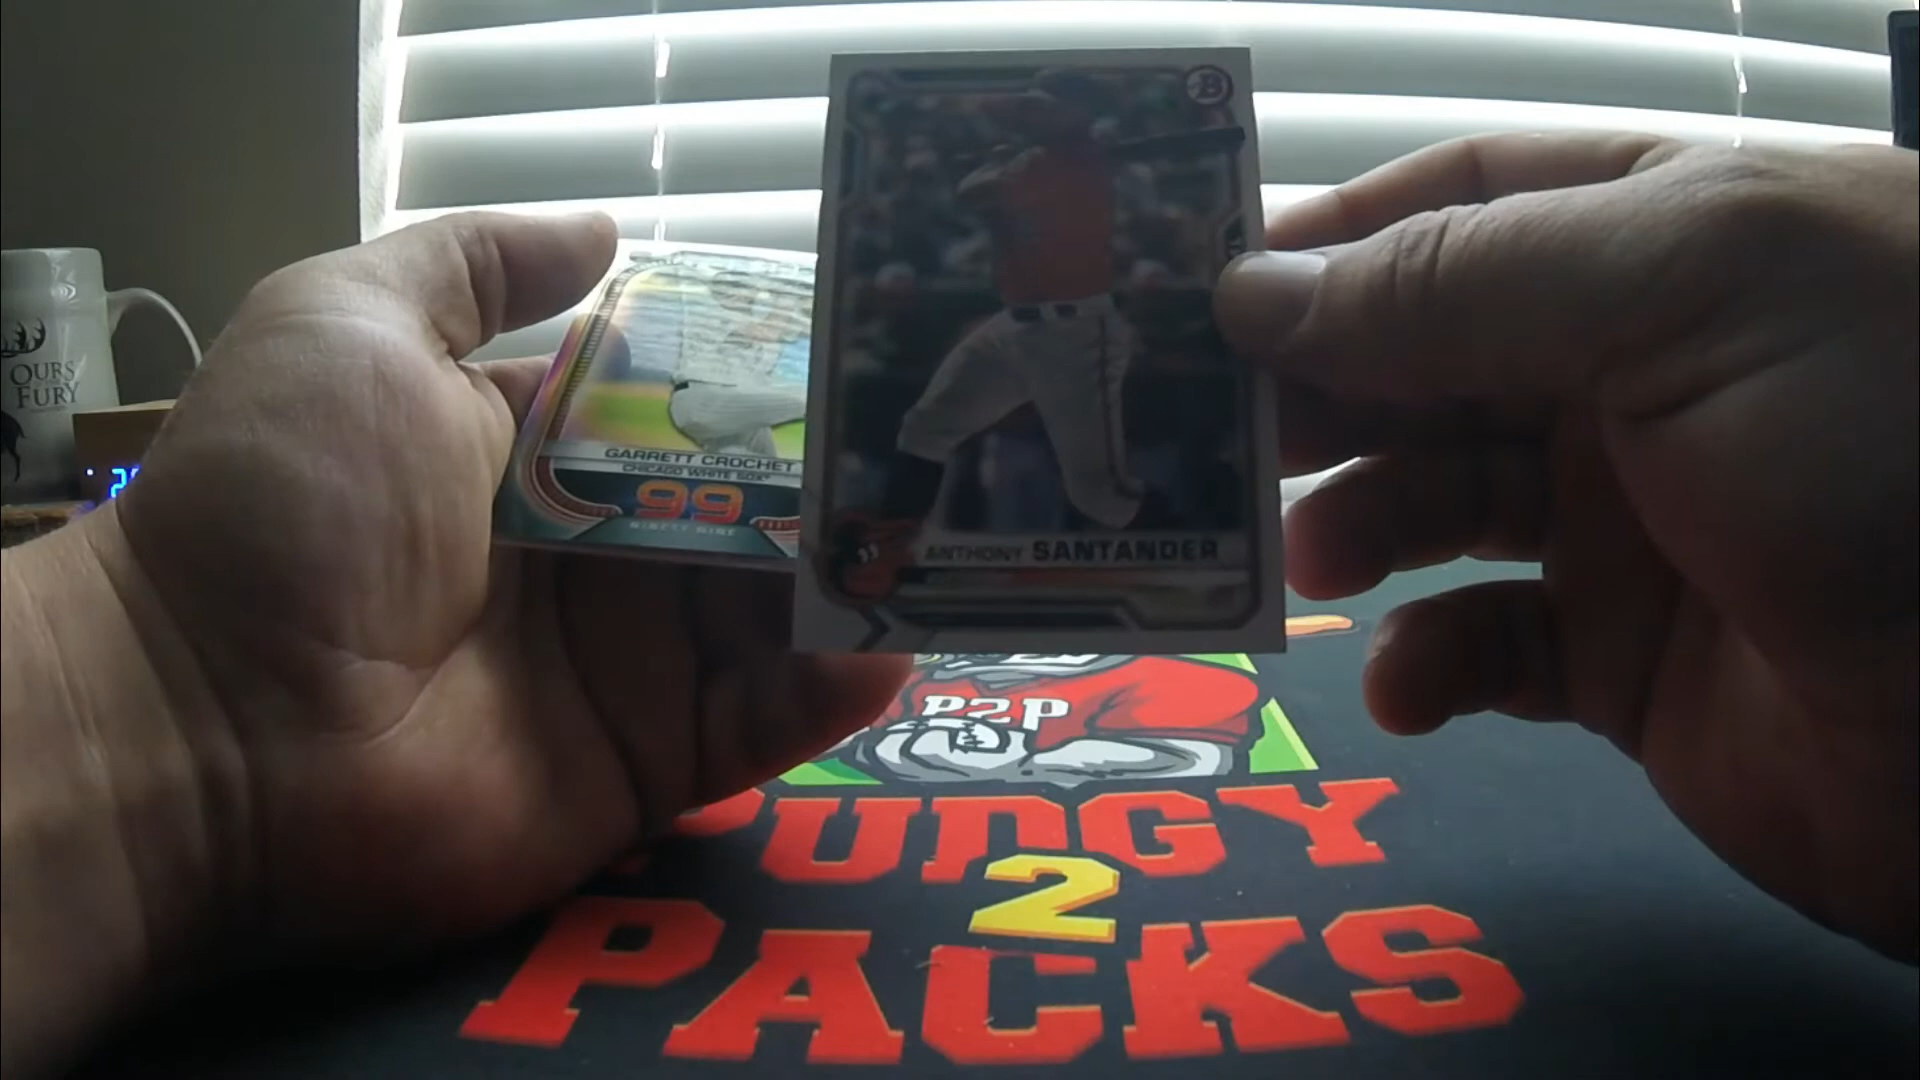 B
OURS
FURY
GARRETT CROCHET
CHICAGO WHITE SOX
99
NINETY NINE
ANTHONY SANTANDER
P2P
PUDGY
2
PACKS